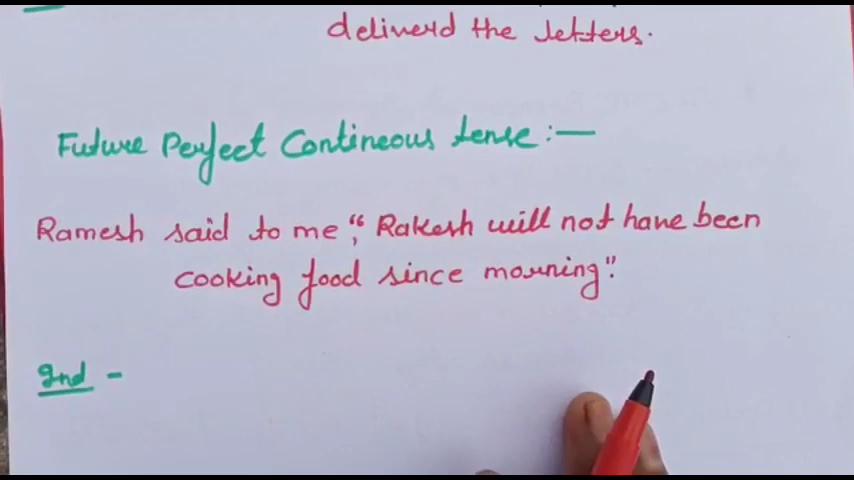 deliverd the letters.
Future Perfect Contineous tense :—
Ramesh said to me, "Rakesh will not have been
cooking food since morning".
Ind -